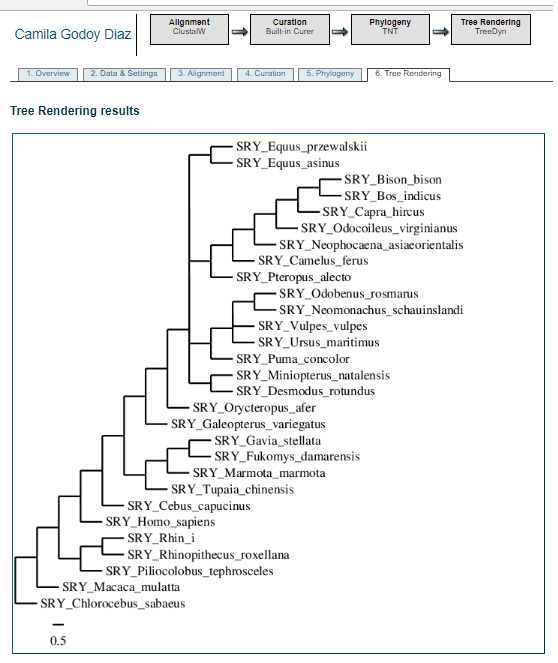 Camila Godoy Diaz
Alignment
ClustalW
Curation
Built-in Curer
Phylogeny
TNT
Tree Rendering
TreeDyn
1. Overview
2. Data & Settings
3. Alignment
4. Curation
5. Phylogeny
6. Tree Rendering
Tree Rendering results
SRY_Equus_przewalskii
SRY_Equus_asinus
SRY_Bison_bison
SRY_Bos_indicus
SRY_Capra_hircus
SRY_Odocoileus_virginianus
SRY_Neophocaena_asiaeorientalis
SRY_Camelus_ferus
SRY_Pteropus_alecto
SRY_Odobenus_rosmarus
SRY_Neomonachus_schauinslandi
SRY_Vulpes_vulpes
SRY_Ursus_maritimus
SRY_Puma_concolor
SRY_Miniopterus_natalensis
SRY_Desmodus_rotundus
SRY_Orycteropus_afer
SRY_Galeopterus_variegatus
SRY_Gavia_stellata
SRY_Fukomys_damarensis
SRY_Marmota_marmota
SRY_Tupaia_chinensis
SRY_Cebus_capucinus
SRY_Homo_sapiens
SRY_Rhin_i
SRY_Rhinopithecus_roxellana
SRY_Piliocolobus_tephrosceles
SRY_Macaca_mulatta
SRY_Chlorocebus_sabaeus
0.5